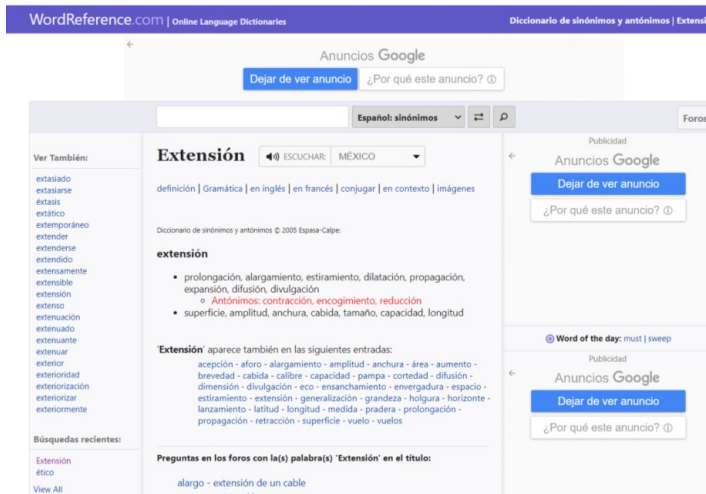 WordReference.com | Online Language Dictionaries
Diccionario de sinónimos y antónimos | Extensi
Anuncios Google
Dejar de ver anuncio ¿Por qué este anuncio?
Español: sinónimos
Foros
Ver También:
extasiado
extasiarse
éxtasis
extático
extemporáneo
extender
extenderse
extendido
extensamente
extensible
extensión
extenso
extenuación
extenuado
extenuante
extenuar
exterior
exterioridad
exteriorización
exteriorizar
exteriormente
Búsquedas recientes:
Extensión
ético
View All
Extensión ESCUCHAR: MÉXICO
definición | Gramática | en inglés | en francés | conjugar | en contexto | imágenes
Diccionario de sinónimos y antónimos © 2005 Espasa-Calpe:
extensión
prolongación, alargamiento, estiramiento, dilatación, propagación,
expansión, difusión, divulgación
Antónimos: contracción, encogimiento, reducción
superficie, amplitud, anchura, cabida, tamaño, capacidad, longitud
'Extensión' aparece también en las siguientes entradas:
acepción - aforo - alargamiento - amplitud - anchura - área - aumento -
brevedad - cabida - calibre - capacidad - pampa - cortedad - difusión -
dimensión - divulgación - eco - ensanchamiento - envergadura - espacio -
estiramiento - extensión - generalización - grandeza - holgura - horizonte -
lanzamiento - latitud - longitud - medida - pradera - prolongación -
propagación - retracción - superficie - vuelo - vuelos
Preguntas en los foros con la(s) palabra(s) 'Extensión' en el título:
alargo - extensión de un cable
Publicidad
Anuncios Google
Dejar de ver anuncio
¿Por qué este anuncio?
Word of the day: must | sweep
Publicidad
Anuncios Google
Dejar de ver anuncio
¿Por qué este anuncio?